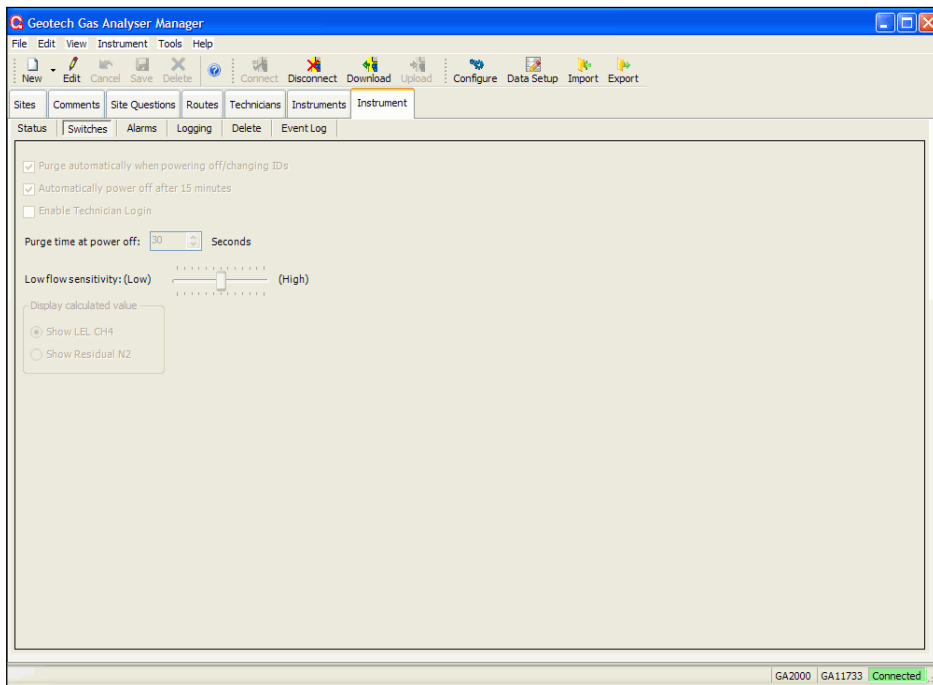 Geotech Gas Analyser Manager
File Edit View Instrument Tools Help
New Edit Cancel Save Delete Connect Disconnect Download Upload Configure Data Setup Import Export
Sites Comments Site Questions Routes Technicians Instruments Instrument
Status Switches Alarms Logging Delete Event Log
Purge automatically when powering off/changing IDs
Automatically power off after 15 minutes
Enable Technician Login
Purge time at power off: 30 Seconds
Low flow sensitivity: (Low) (High)
Display calculated value
Show LEL CH4
Show Residual N2
GA2000 GA11733 Connected